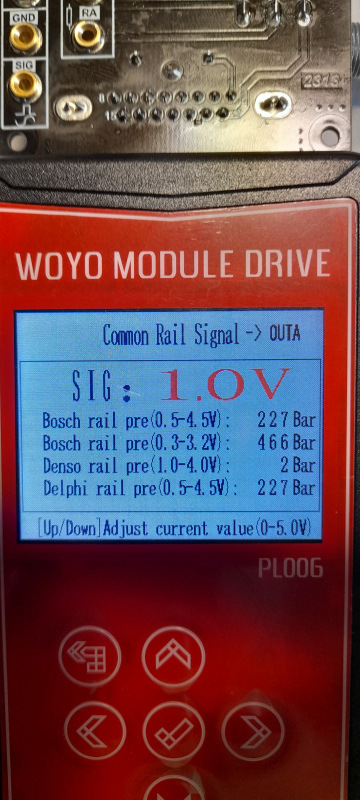 GND
RA
SIG
8
15
2313
WOYO MODULE DRIVE
Common Rail Signal -> OUTA
SIG: 1.0V
Bosch rail pre(0.5-4.5V): 227 Bar
Bosch rail pre(0.3-3.2V): 466 Bar
Denso rail pre(1.0-4.0V): 2 Bar
Delphi rail pre(0.5-4.5V): 227 Bar
[Up/Down]Adjust current value(0-5.0V)
PL006